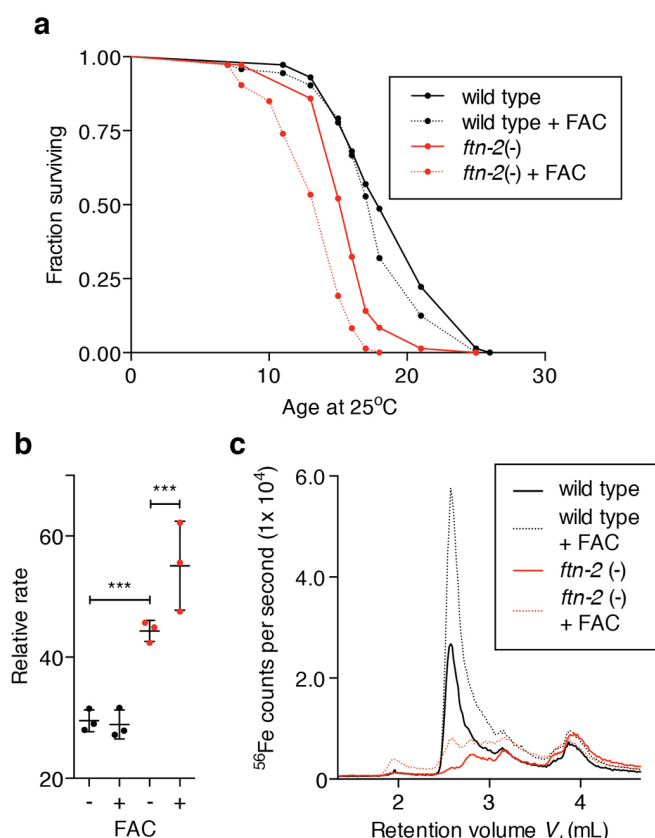 a
1.00
0.75
0.50
0.25
0.00
0
10
20
30
Fraction surviving
Age at 25°C
wild type
wild type + FAC
ftn-2(-)
ftn-2(-) + FAC
b
60
40
20
Relative rate
***
***
- + - +
FAC
c
6.0
4.0
2.0
0
2
3
4
⁵⁶Fe counts per second (1x 10⁴)
Retention volume Vᵣ (mL)
wild type
wild type
+ FAC
ftn-2 (-)
ftn-2 (-)
+ FAC